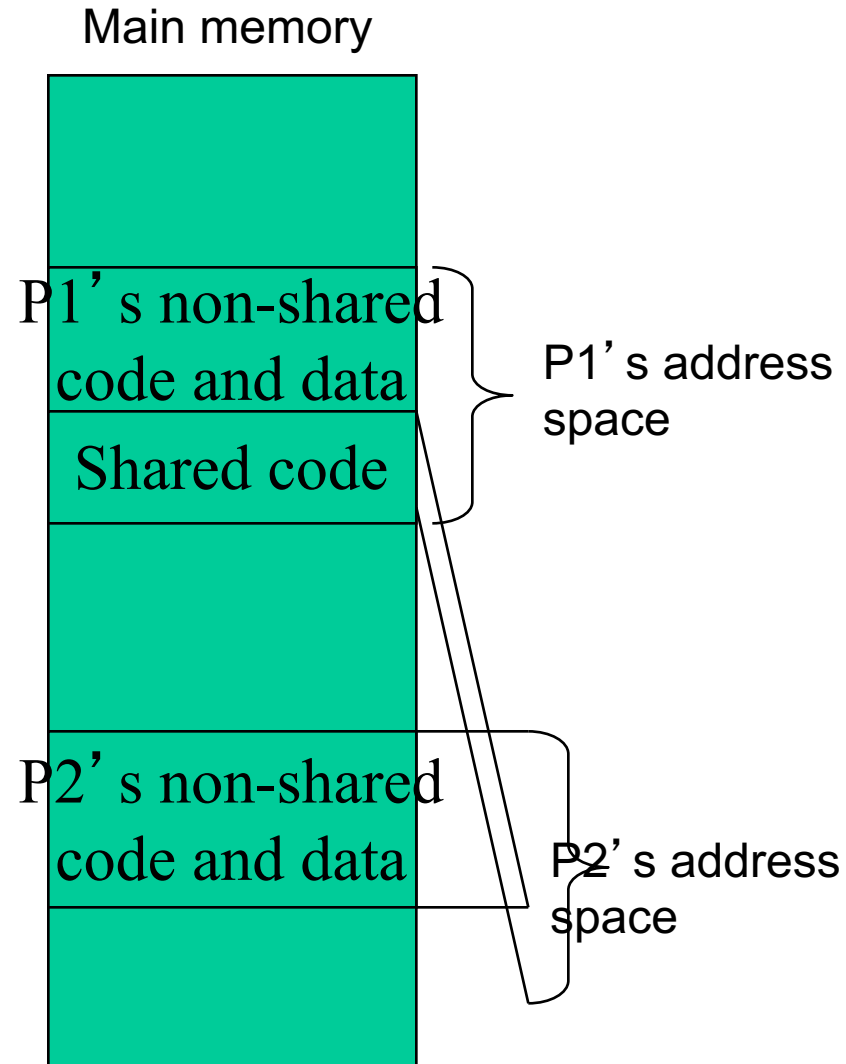 Main memory
P1’s non-shared
code and data
P1’s address
space
Shared code
P2’s non-shared
code and data
P2’s address
space